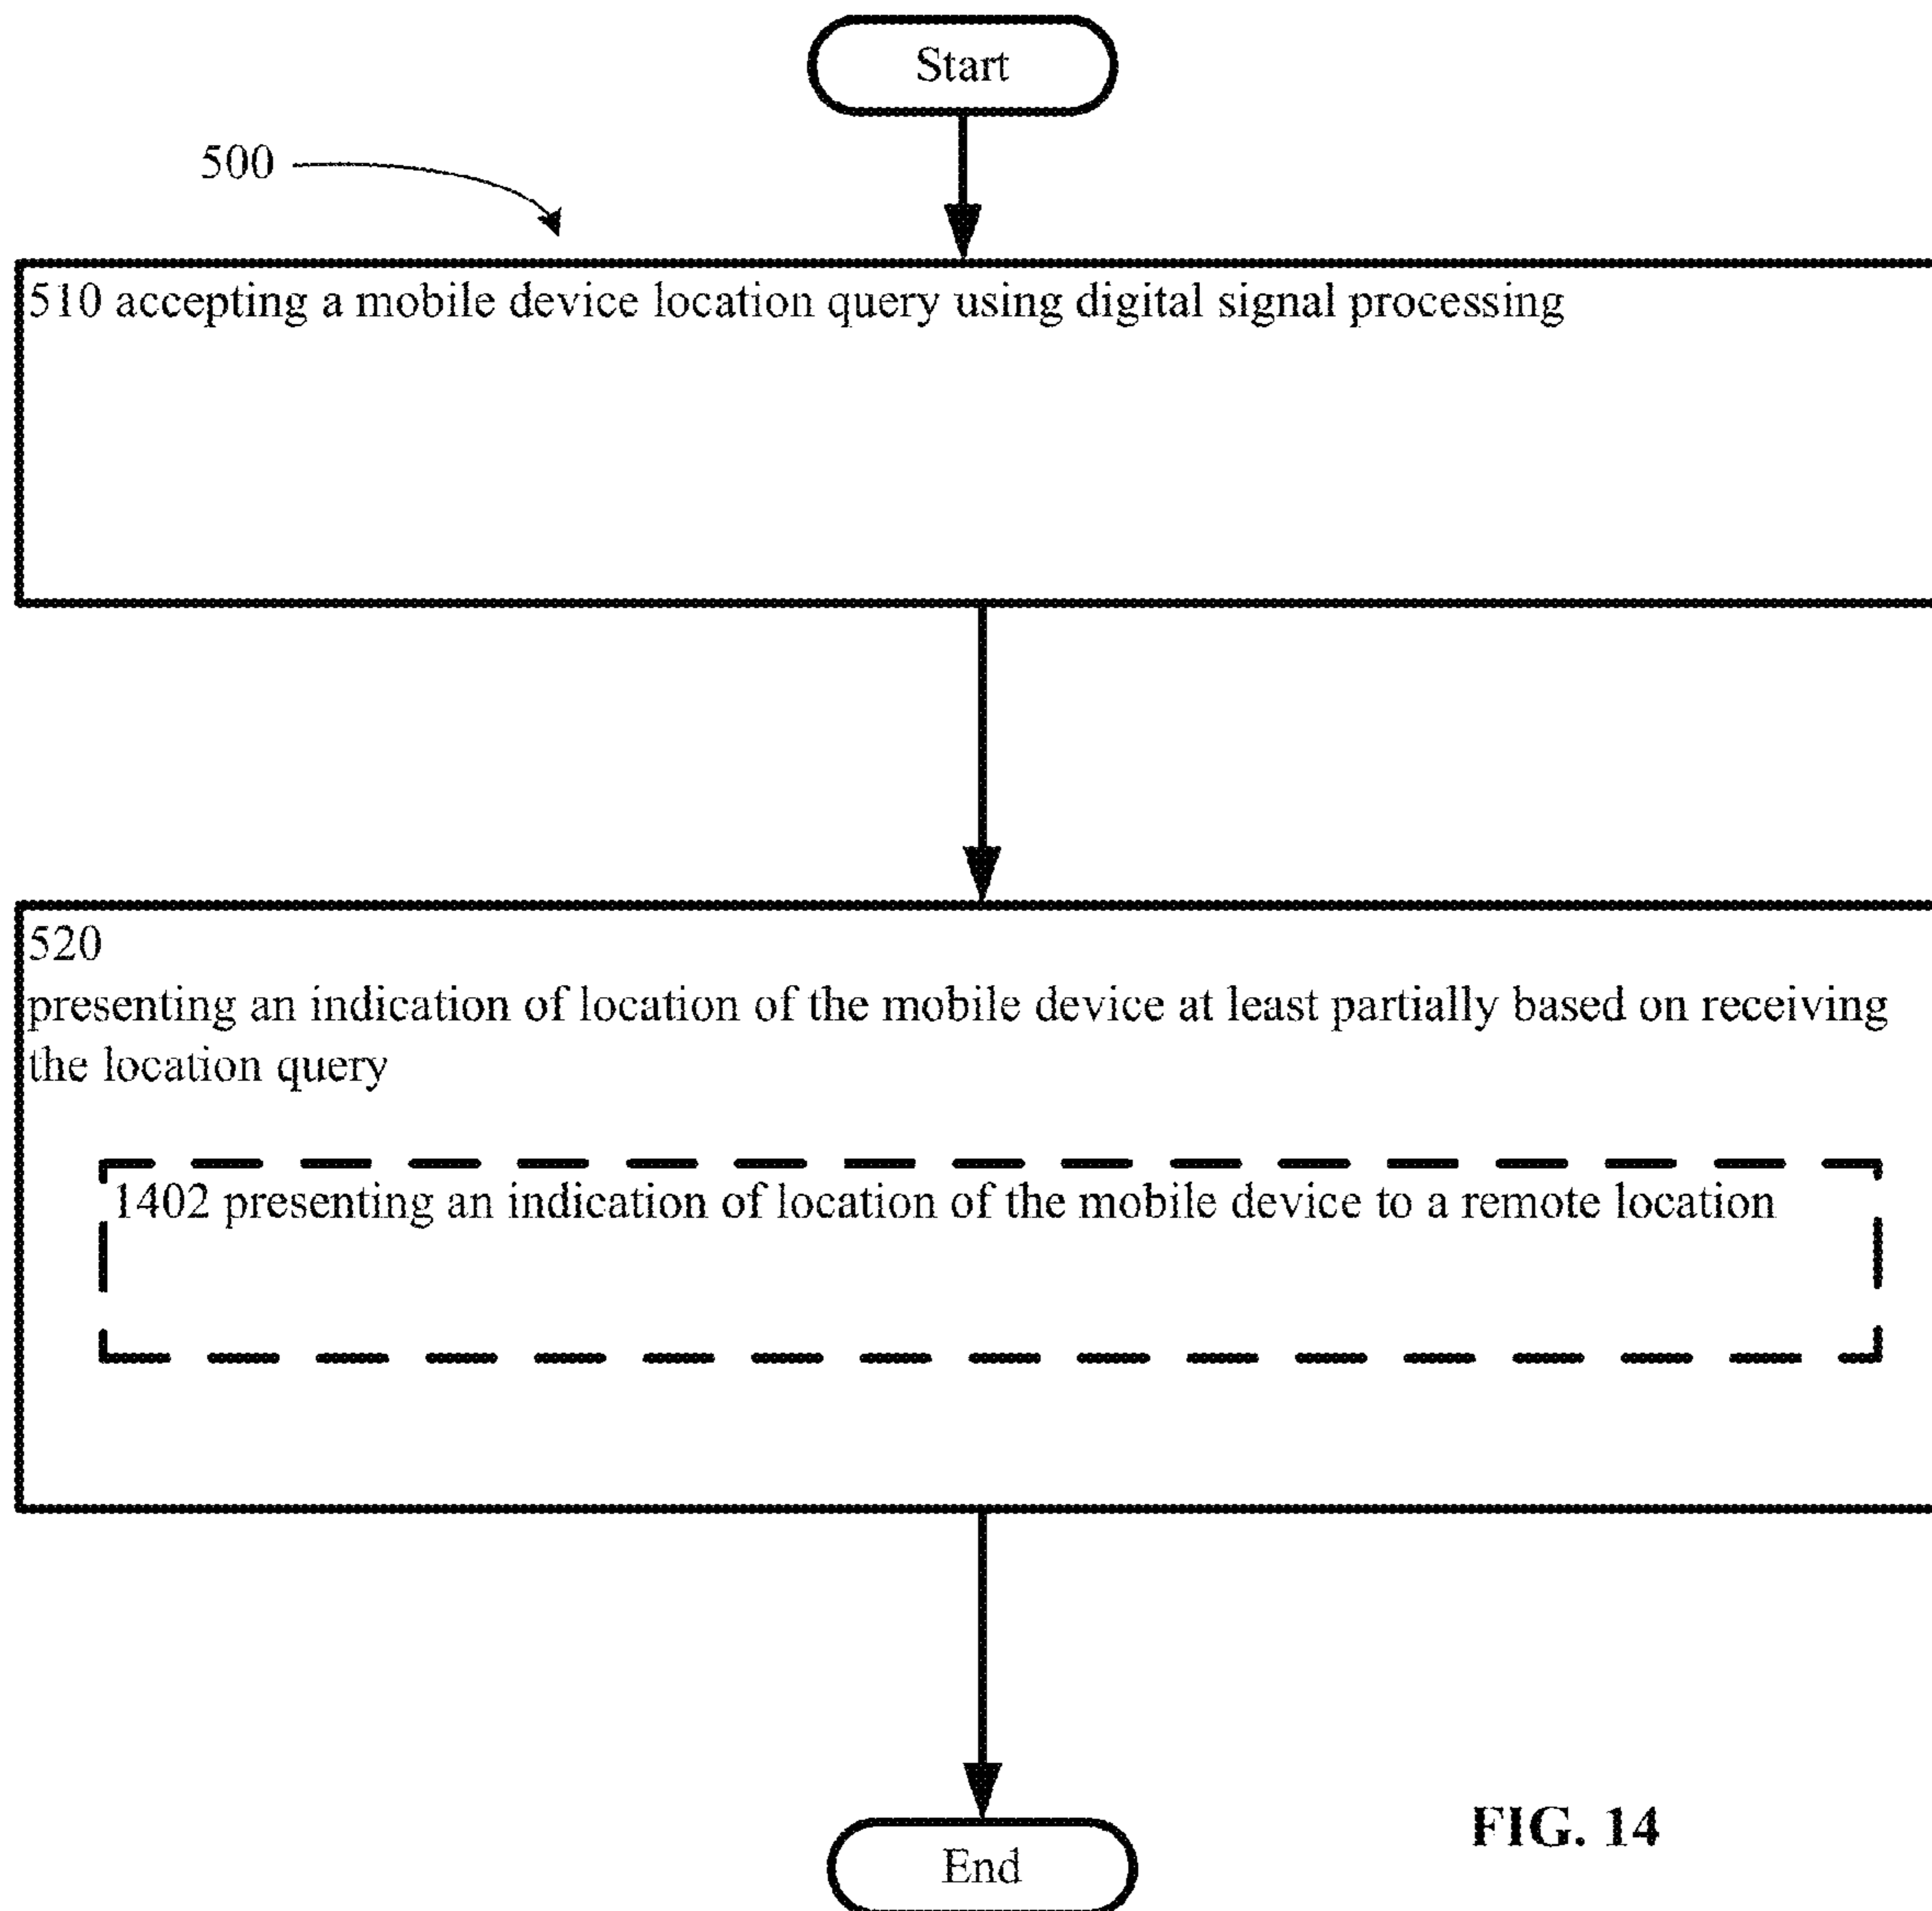 Start
500
510 accepting a mobile device location query using digital signal processing
520
presenting an indication of location of the mobile device at least partially based on receiving
the location query
1402 presenting an indication of location of the mobile device to a remote location
End
FIG. 14